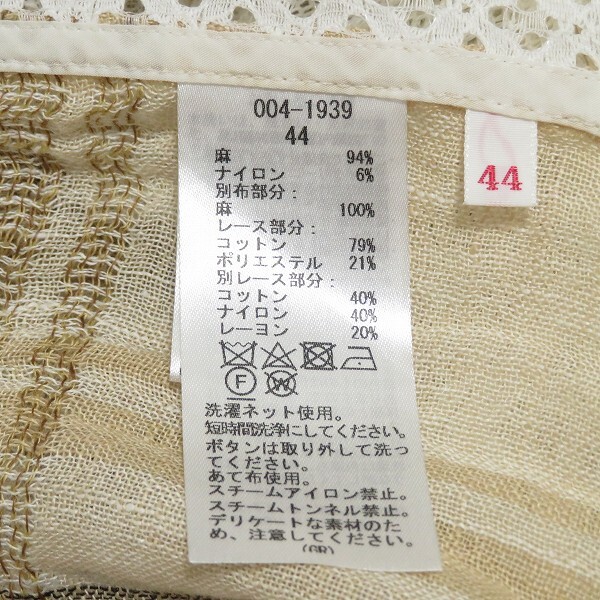 004-1939
44
麻 94%
ナイロン 6%
別布部分:
麻 100%
レース部分:
コットン 79%
ポリエステル 21%
別レース部分:
コットン 40%
ナイロン 40%
レーヨン 20%
F W
洗濯ネット使用。
短時間洗浄にしてください。
ボタンは取り外して洗っ
てください。
あて布使用。
スチームアイロン禁止。
スチームトンネル禁止。
デリケートな素材のた
め、注意してください。
(GR)
44